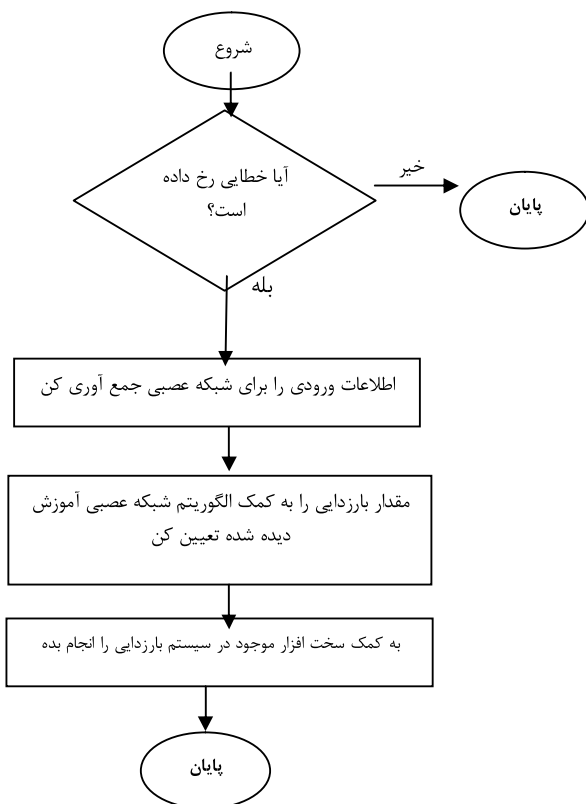 شروع
آیا خطایی رخ داده
است؟
خیر
پایان
بله
اطلاعات ورودی را برای شبکه عصبی جمع آوری کن
مقدار بارزدایی را به کمک الگوریتم شبکه عصبی آموزش
دیده شده تعیین کن
به کمک سخت افزار موجود در سیستم بارزدایی را انجام بده
پایان